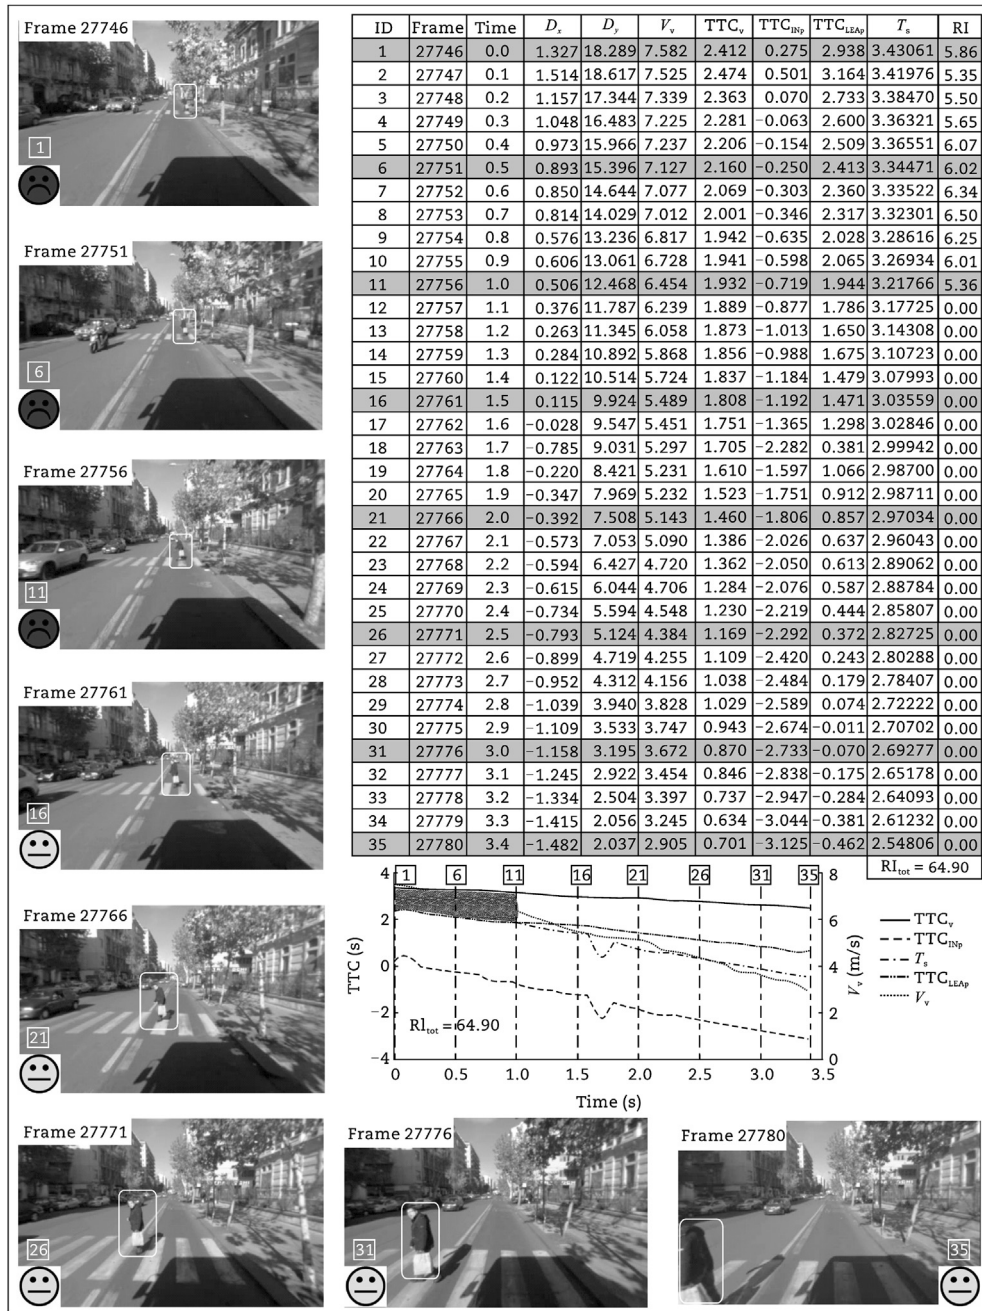 Frame 27746
1
Frame 27751
6
Frame 27756
11
Frame 27761
16
Frame 27766
21
Frame 27771
26
ID Frame Time Dx Dy Vv TTCv TTCINp TTCLEAp Ts RI
1 27746 0.0 1.327 18.289 7.582 2.412 0.275 2.938 3.43061 5.86
2 27747 0.1 1.514 18.617 7.525 2.474 0.501 3.164 3.41976 5.35
3 27748 0.2 1.157 17.344 7.339 2.363 0.070 2.733 3.38470 5.50
4 27749 0.3 1.048 16.483 7.225 2.281 -0.063 2.600 3.36321 5.65
5 27750 0.4 0.973 15.966 7.237 2.206 -0.154 2.509 3.36551 6.07
6 27751 0.5 0.893 15.396 7.127 2.160 -0.250 2.413 3.34471 6.02
7 27752 0.6 0.850 14.644 7.077 2.069 -0.303 2.360 3.33522 6.34
8 27753 0.7 0.814 14.029 7.012 2.001 -0.346 2.317 3.32301 6.50
9 27754 0.8 0.576 13.236 6.817 1.942 -0.635 2.028 3.28616 6.25
10 27755 0.9 0.606 13.061 6.728 1.941 -0.598 2.065 3.26934 6.01
11 27756 1.0 0.506 12.468 6.454 1.932 -0.719 1.944 3.21766 5.36
12 27757 1.1 0.376 11.787 6.239 1.889 -0.877 1.786 3.17725 0.00
13 27758 1.2 0.263 11.345 6.058 1.873 -1.013 1.650 3.14308 0.00
14 27759 1.3 0.284 10.892 5.868 1.856 -0.988 1.675 3.10723 0.00
15 27760 1.4 0.122 10.514 5.724 1.837 -1.184 1.479 3.07993 0.00
16 27761 1.5 0.115 9.924 5.489 1.808 -1.192 1.471 3.03559 0.00
17 27762 1.6 -0.028 9.547 5.451 1.751 -1.365 1.298 3.02846 0.00
18 27763 1.7 -0.785 9.031 5.297 1.705 -2.282 0.381 2.99942 0.00
19 27764 1.8 -0.220 8.421 5.231 1.610 -1.597 1.066 2.98700 0.00
20 27765 1.9 -0.347 7.969 5.232 1.523 -1.751 0.912 2.98711 0.00
21 27766 2.0 -0.392 7.508 5.143 1.460 -1.806 0.857 2.97034 0.00
22 27767 2.1 -0.573 7.053 5.090 1.386 -2.026 0.637 2.96043 0.00
23 27768 2.2 -0.594 6.427 4.720 1.362 -2.050 0.613 2.89062 0.00
24 27769 2.3 -0.615 6.044 4.706 1.284 -2.076 0.587 2.88784 0.00
25 27770 2.4 -0.734 5.594 4.548 1.230 -2.219 0.444 2.85807 0.00
26 27771 2.5 -0.793 5.124 4.384 1.169 -2.292 0.372 2.82725 0.00
27 27772 2.6 -0.899 4.719 4.255 1.109 -2.420 0.243 2.80288 0.00
28 27773 2.7 -0.952 4.312 4.156 1.038 -2.484 0.179 2.78407 0.00
29 27774 2.8 -1.039 3.940 3.828 1.029 -2.589 0.074 2.72222 0.00
30 27775 2.9 -1.109 3.533 3.747 0.943 -2.674 -0.011 2.70702 0.00
31 27776 3.0 -1.158 3.195 3.672 0.870 -2.733 -0.070 2.69277 0.00
32 27777 3.1 -1.245 2.922 3.454 0.846 -2.838 -0.175 2.65178 0.00
33 27778 3.2 -1.334 2.504 3.397 0.737 -2.947 -0.284 2.64093 0.00
34 27779 3.3 -1.415 2.056 3.245 0.634 -3.044 -0.381 2.61232 0.00
35 27780 3.4 -1.482 2.037 2.905 0.701 -3.125 -0.462 2.54806 0.00
RItot = 64.90
1 6 11 16 21 26 31 35
4
2
0
-2
-4
TTC (s)
8
6
4
2
0
Vv (m/s)
RItot = 64.90
0 0.5 1.0 1.5 2.0 2.5 3.0 3.5
Time (s)
TTCv
TTCINp
Ts
TTCLEAp
Vv
Frame 27776
31
Frame 27780
35